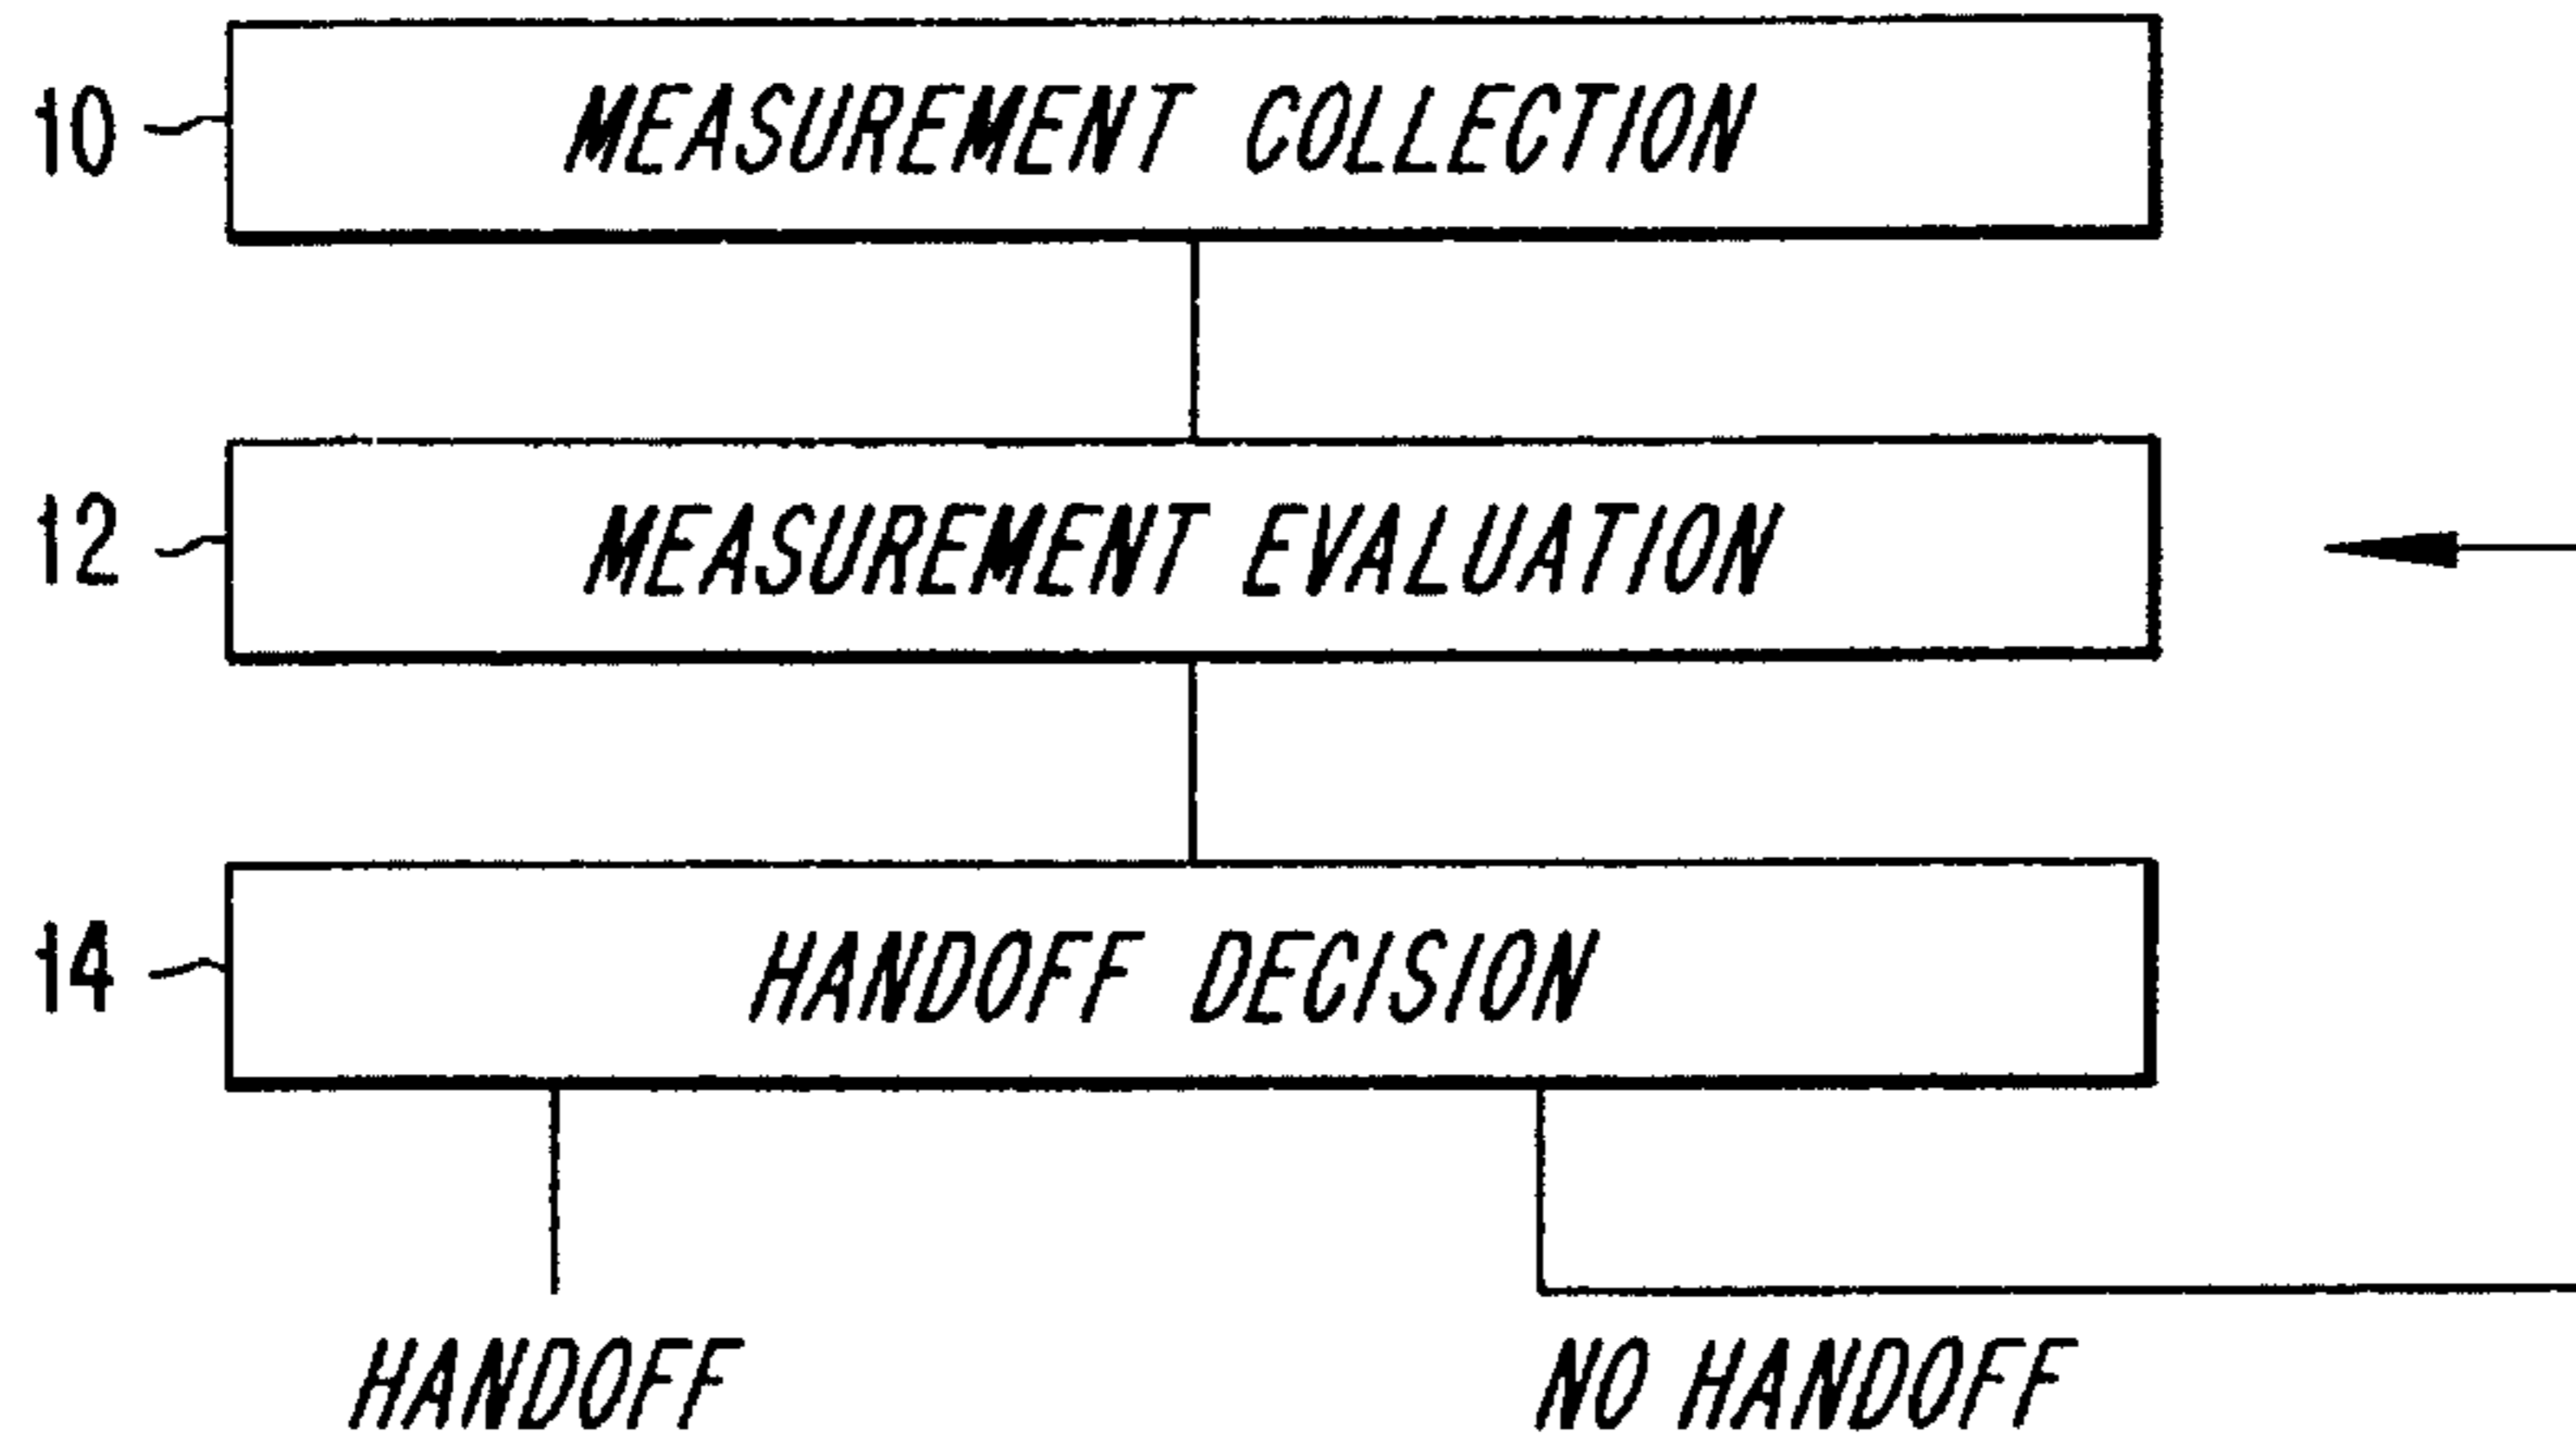 10 MEASUREMENT COLLECTION
12 MEASUREMENT EVALUATION
14 HANDOFF DECISION
HANDOFF NO HANDOFF